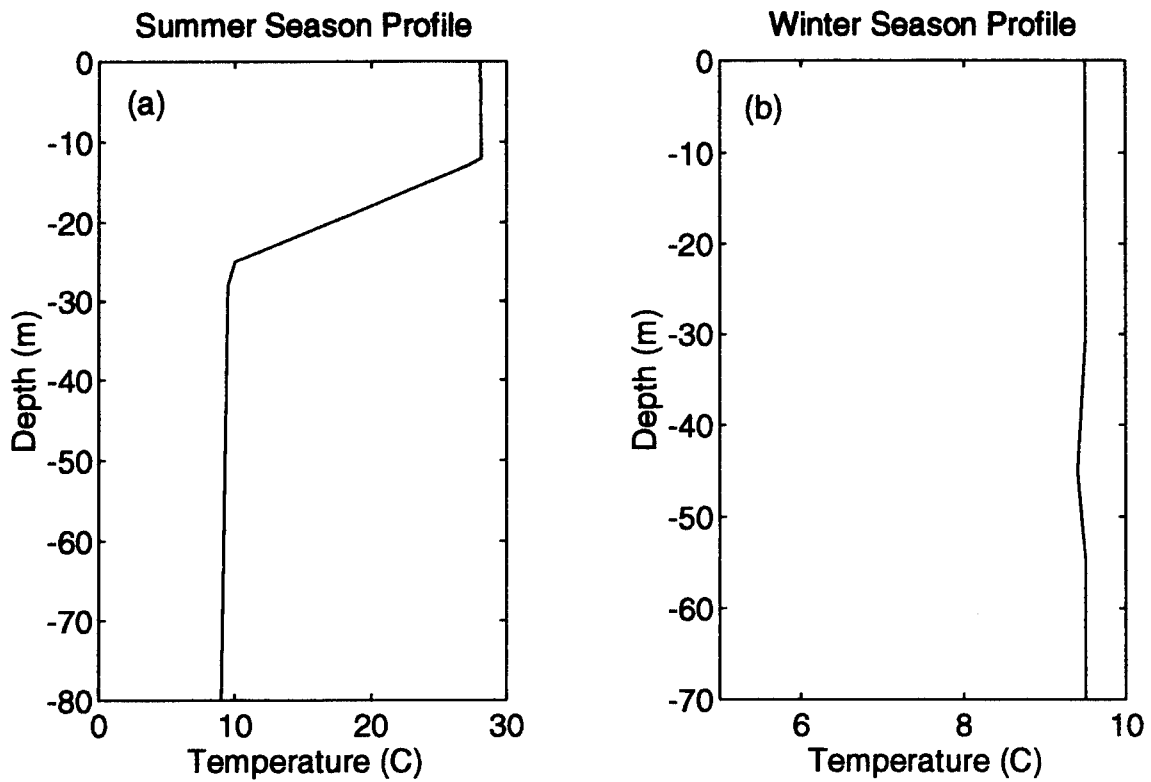 Summer Season Profile
(a)
0
-10
-20
-30
-40
-50
-60
-70
-80
Depth (m)
0 10 20 30
Temperature (C)
Winter Season Profile
(b)
0
-10
-20
-30
-40
-50
-60
-70
Depth (m)
6 8 10
Temperature (C)